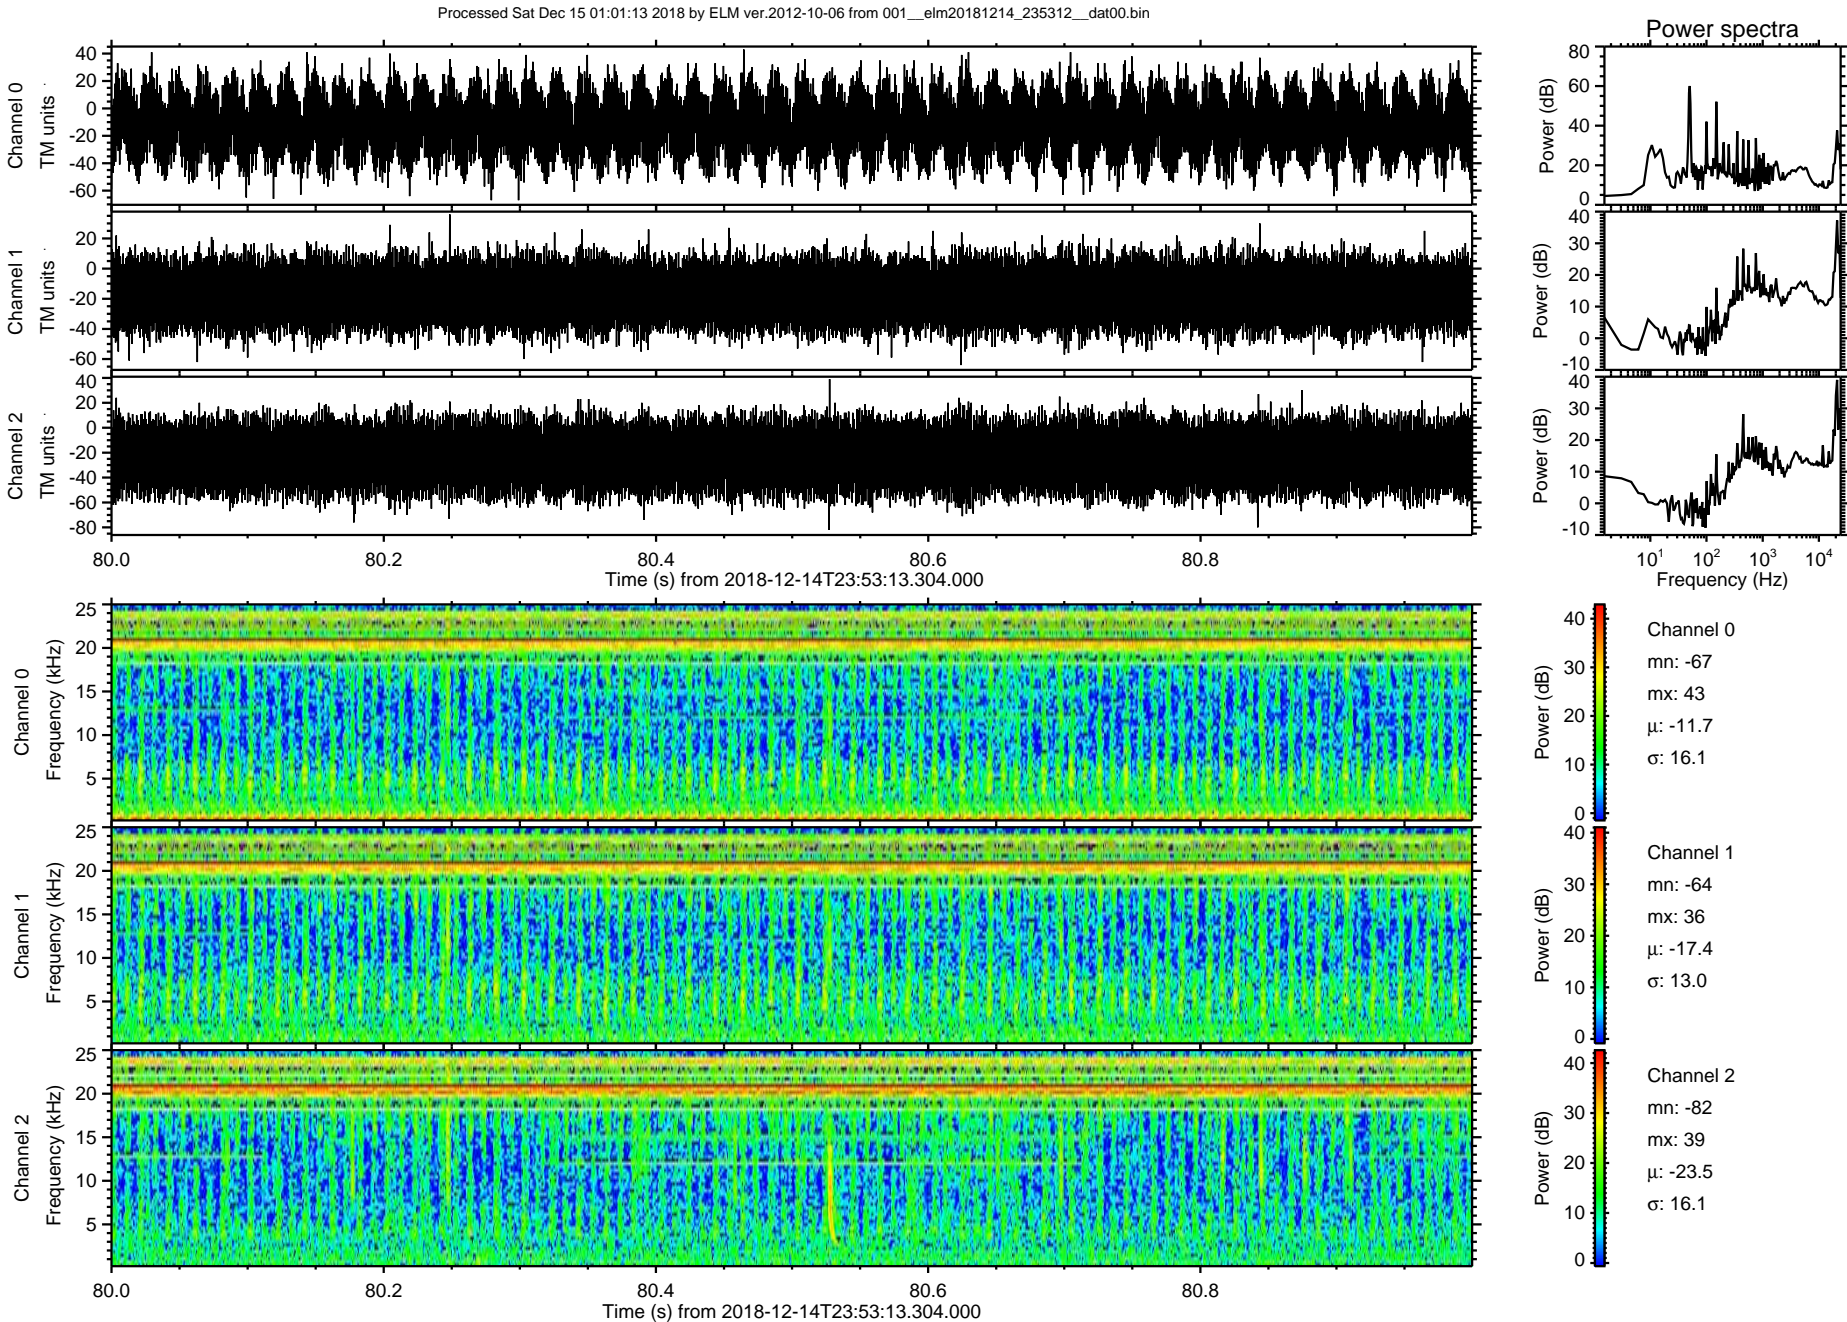 Processed Sat Dec 15 01:01:13 2018 by ELM ver.2012-10-06 from 001__elm20181214_235312__dat00.bin
Power spectra
Channel 0
TM units
40
20
0
-20
-40
-60
Power (dB)
80
60
40
20
0
Channel 1
TM units
20
0
-20
-40
-60
Power (dB)
40
30
20
10
0
-10
Channel 2
TM units
40
20
0
-20
-40
-60
-80
Power (dB)
40
30
20
10
0
-10
80.0 80.2 80.4 80.6 80.8
Time (s) from 2018-12-14T23:53:13.304.000
10¹ 10² 10³ 10⁴
Frequency (Hz)
Channel 0
Frequency (kHz)
25
20
15
10
5
Power (dB)
40
30
20
10
0
Channel 0
mn: -67
mx: 43
μ: -11.7
σ: 16.1
Channel 1
Frequency (kHz)
25
20
15
10
5
Power (dB)
40
30
20
10
0
Channel 1
mn: -64
mx: 36
μ: -17.4
σ: 13.0
Channel 2
Frequency (kHz)
25
20
15
10
5
Power (dB)
40
30
20
10
0
Channel 2
mn: -82
mx: 39
μ: -23.5
σ: 16.1
80.0 80.2 80.4 80.6 80.8
Time (s) from 2018-12-14T23:53:13.304.000